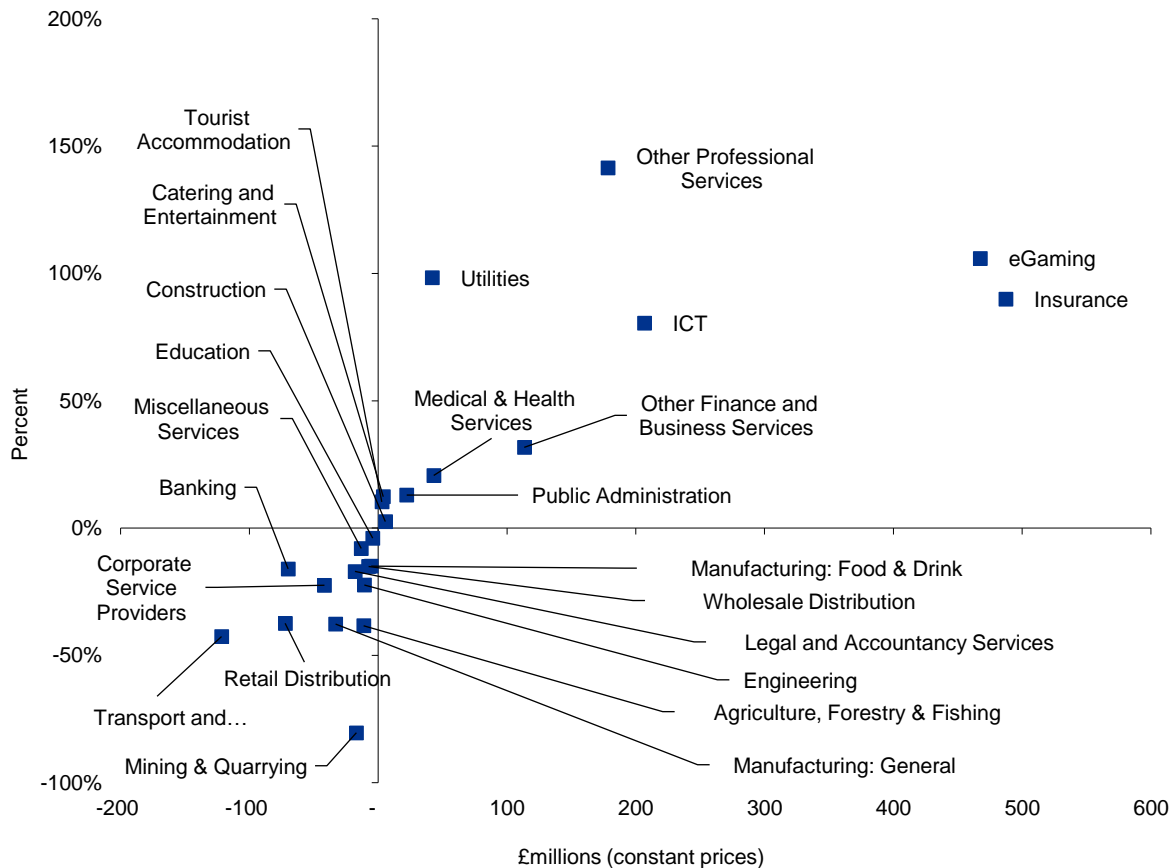 200%
150%
100%
50%
0%
-50%
-100%
Percent
Tourist
Accommodation
Catering and
Entertainment
Construction
Education
Miscellaneous
Services
Banking
Corporate
Service
Providers
Retail Distribution
Transport and…
Mining & Quarrying
Other Professional
Services
Utilities
eGaming
Insurance
ICT
Medical & Health
Services
Other Finance and
Business Services
Public Administration
Manufacturing: Food & Drink
Wholesale Distribution
Legal and Accountancy Services
Engineering
Agriculture, Forestry & Fishing
Manufacturing: General
-200
-100
-
100
200
300
400
500
600
£millions (constant prices)